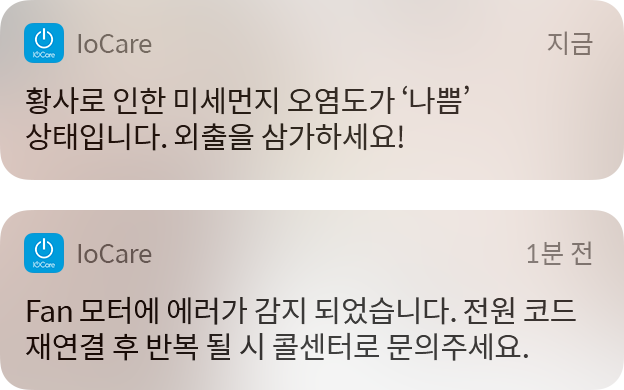 IoCare
IoCare 지금
황사로 인한 미세먼지 오염도가 ‘나쁨’
상태입니다. 외출을 삼가하세요!
IoCare
IoCare 1분 전
Fan 모터에 에러가 감지 되었습니다. 전원 코드
재연결 후 반복 될 시 콜센터로 문의주세요.